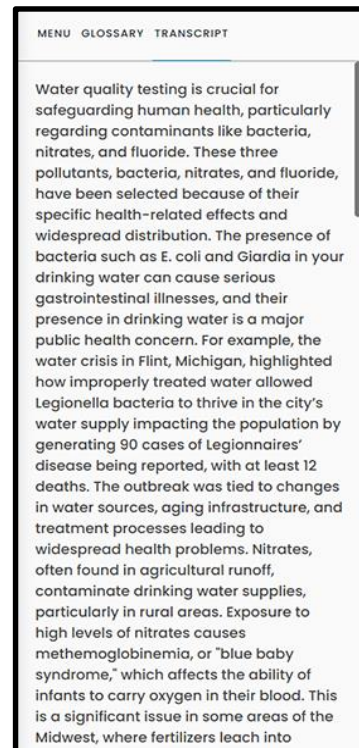 MENU GLOSSARY TRANSCRIPT
Water quality testing is crucial for
safeguarding human health, particularly
regarding contaminants like bacteria,
nitrates, and fluoride. These three
pollutants, bacteria, nitrates, and fluoride,
have been selected because of their
specific health-related effects and
widespread distribution. The presence of
bacteria such as E. coli and Giardia in your
drinking water can cause serious
gastrointestinal illnesses, and their
presence in drinking water is a major
public health concern. For example, the
water crisis in Flint, Michigan, highlighted
how improperly treated water allowed
Legionella bacteria to thrive in the city's
water supply impacting the population by
generating 90 cases of Legionnaires'
disease being reported, with at least 12
deaths. The outbreak was tied to changes
in water sources, aging infrastructure, and
treatment processes leading to
widespread health problems. Nitrates,
often found in agricultural runoff,
contaminate drinking water supplies,
particularly in rural areas. Exposure to
high levels of nitrates causes
methemoglobinemia, or "blue baby
syndrome," which affects the ability of
infants to carry oxygen in their blood. This
is a significant issue in some areas of the
Midwest, where fertilizers leach into